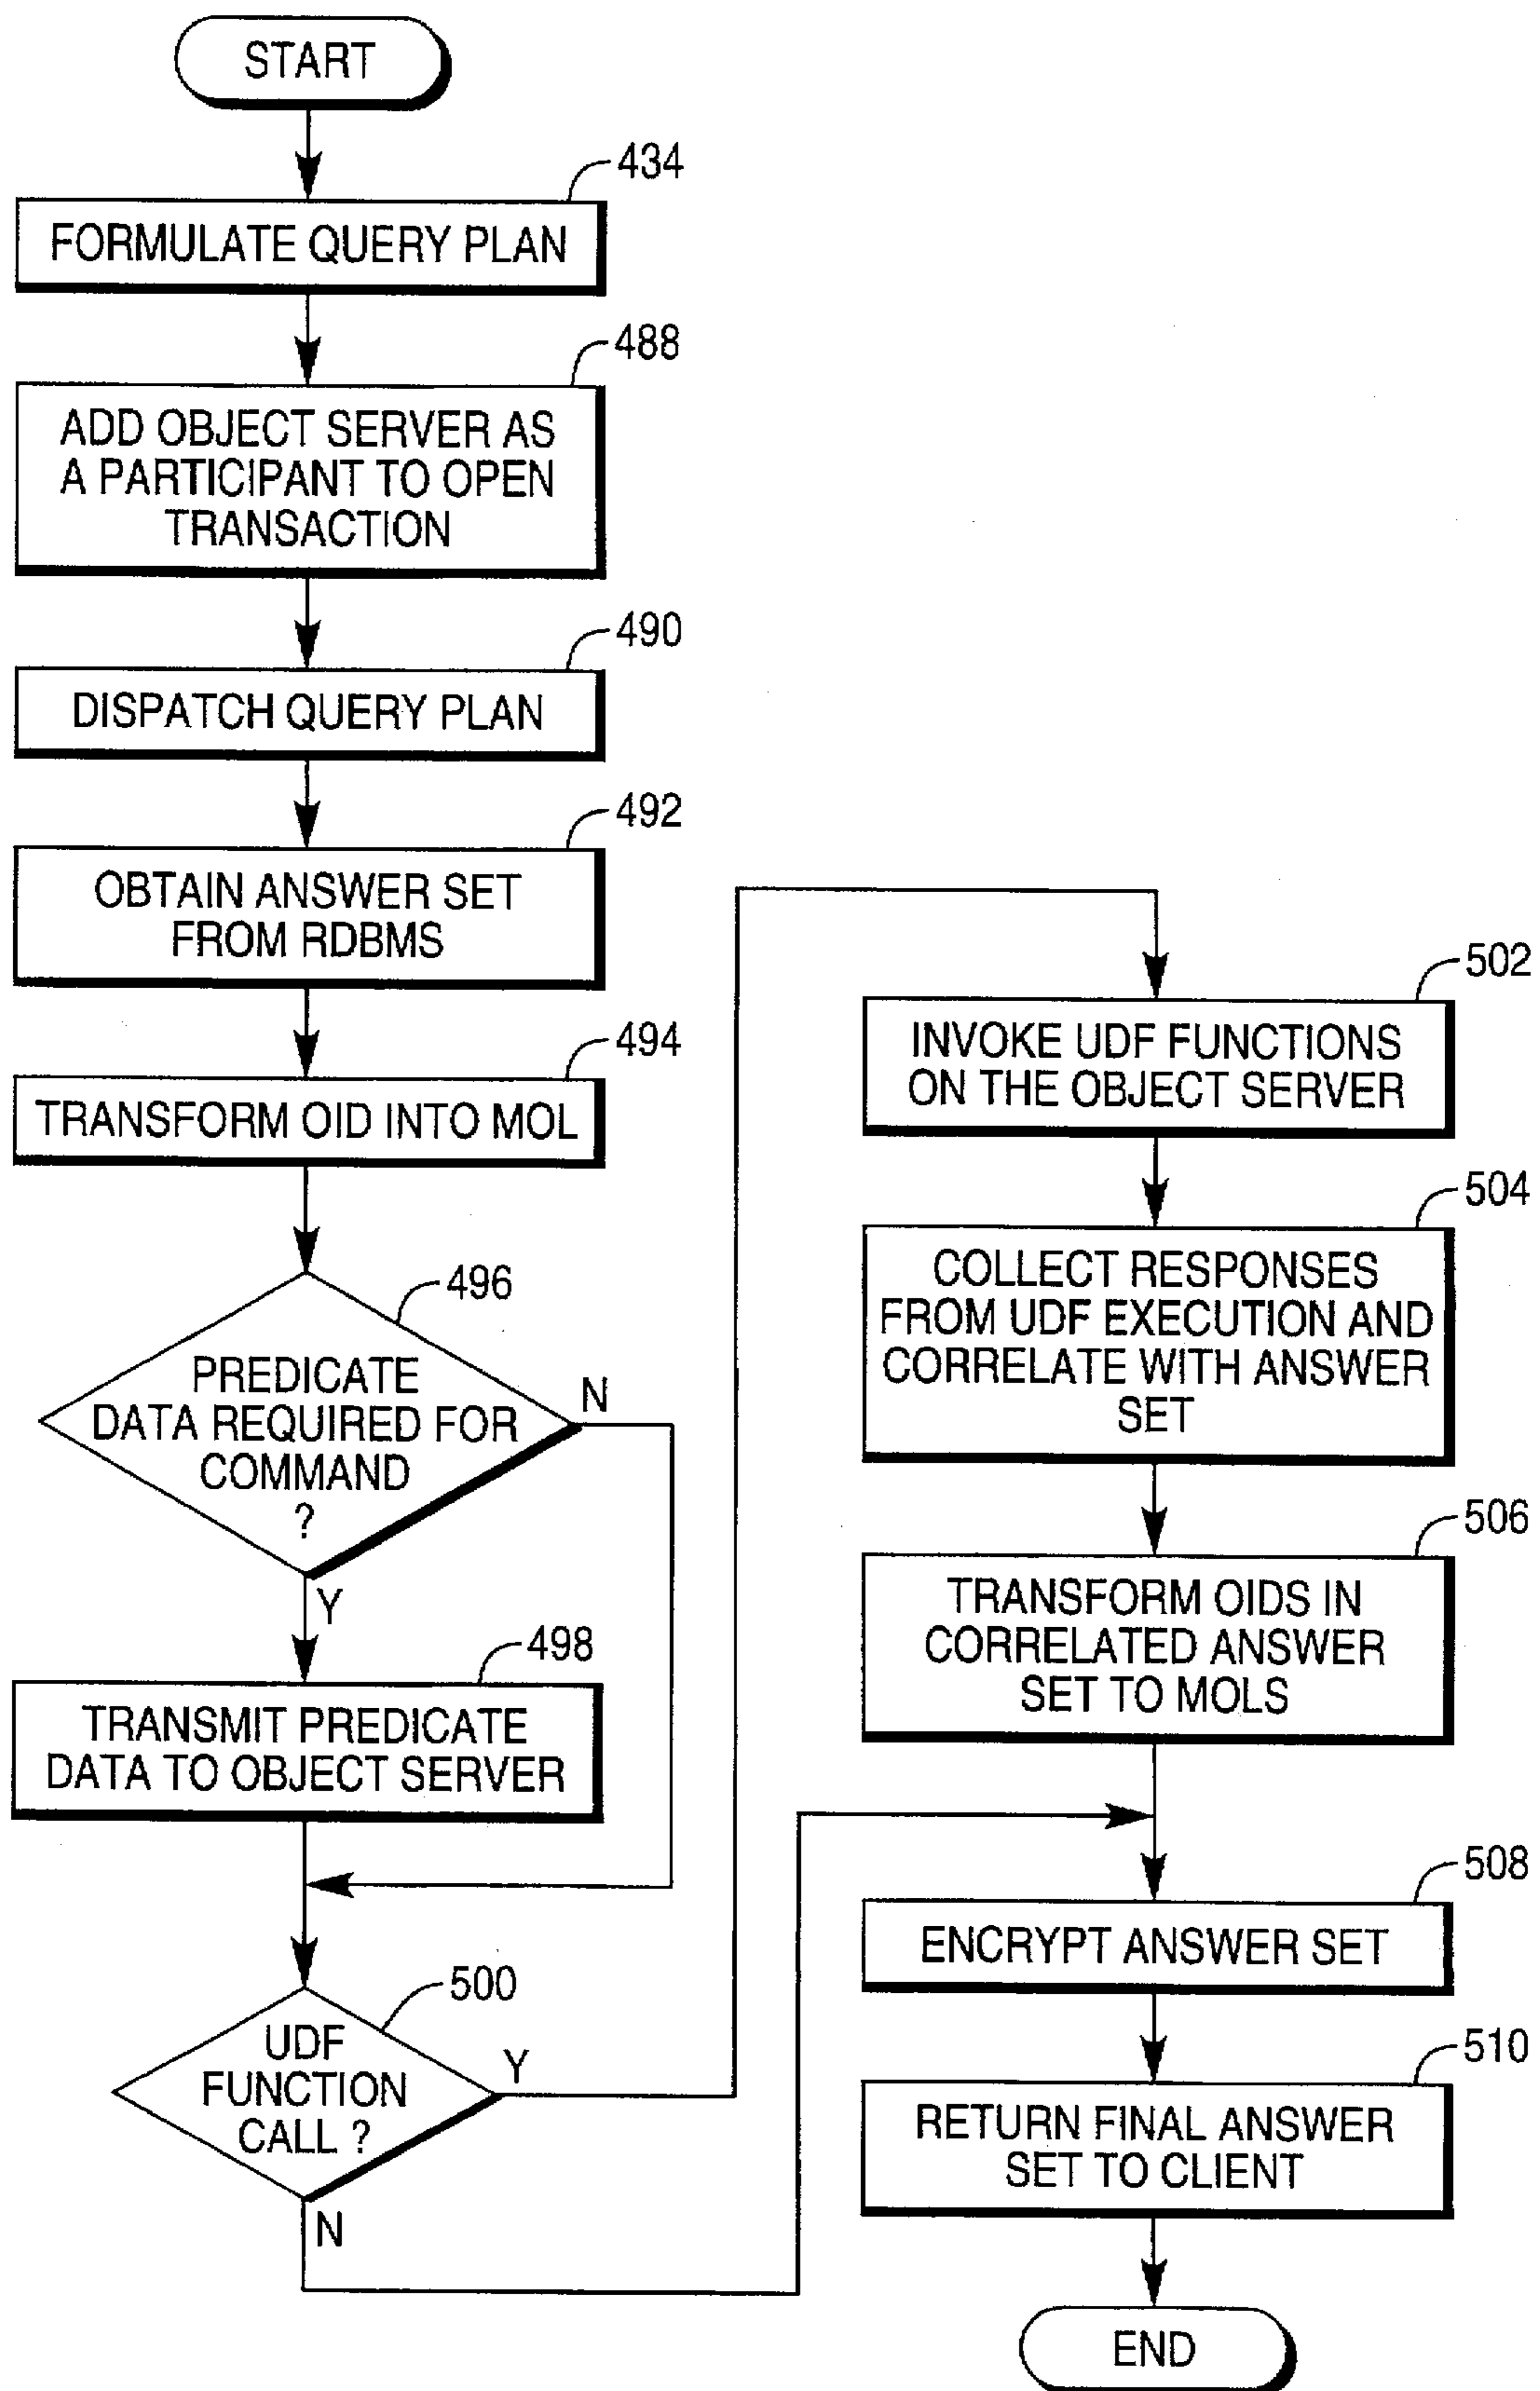 START
434
FORMULATE QUERY PLAN
488
ADD OBJECT SERVER AS
A PARTICIPANT TO OPEN
TRANSACTION
490
DISPATCH QUERY PLAN
492
OBTAIN ANSWER SET
FROM RDBMS
494
TRANSFORM OID INTO MOL
496
PREDICATE
DATA REQUIRED FOR
COMMAND
?
N
Y
498
TRANSMIT PREDICATE
DATA TO OBJECT SERVER
500
UDF
FUNCTION
CALL ?
Y
N
502
INVOKE UDF FUNCTIONS
ON THE OBJECT SERVER
504
COLLECT RESPONSES
FROM UDF EXECUTION AND
CORRELATE WITH ANSWER
SET
506
TRANSFORM OIDS IN
CORRELATED ANSWER
SET TO MOLS
508
ENCRYPT ANSWER SET
510
RETURN FINAL ANSWER
SET TO CLIENT
END